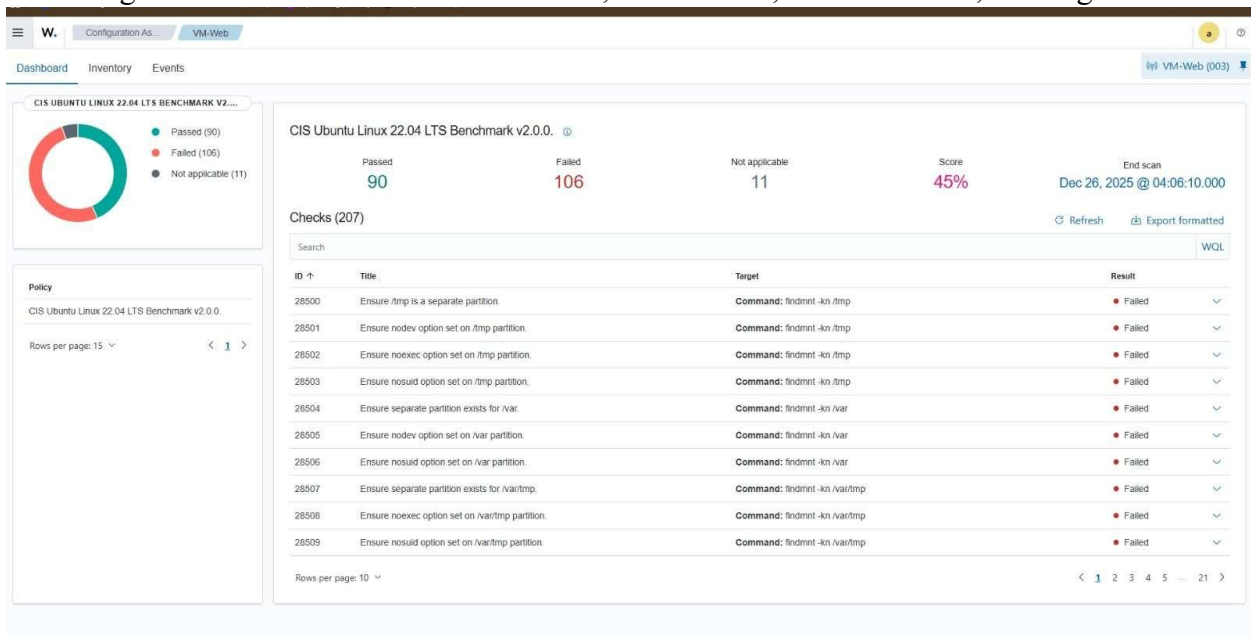 W. Configuration As... VM-Web a
Dashboard Inventory Events VM-Web (003)
CIS UBUNTU LINUX 22.04 LTS BENCHMARK V2....
Passed (90)
Failed (106)
Not applicable (11)
Policy
CIS Ubuntu Linux 22.04 LTS Benchmark v2.0.0.
Rows per page: 15 < 1 >
CIS Ubuntu Linux 22.04 LTS Benchmark v2.0.0.
Passed Failed Not applicable Score End scan
90 106 11 45% Dec 26, 2025 @ 04:06:10.000
Checks (207) Refresh Export formatted
Search WQL
ID ↑ Title Target Result
28500 Ensure /tmp is a separate partition. Command: findmnt -kn /tmp Failed
28501 Ensure nodev option set on /tmp partition. Command: findmnt -kn /tmp Failed
28502 Ensure noexec option set on /tmp partition. Command: findmnt -kn /tmp Failed
28503 Ensure nosuid option set on /tmp partition. Command: findmnt -kn /tmp Failed
28504 Ensure separate partition exists for /var. Command: findmnt -kn /var Failed
28505 Ensure nodev option set on /var partition. Command: findmnt -kn /var Failed
28506 Ensure nosuid option set on /var partition. Command: findmnt -kn /var Failed
28507 Ensure separate partition exists for /var/tmp. Command: findmnt -kn /var/tmp Failed
28508 Ensure noexec option set on /var/tmp partition. Command: findmnt -kn /var/tmp Failed
28509 Ensure nosuid option set on /var/tmp partition. Command: findmnt -kn /var/tmp Failed
Rows per page: 10 < 1 2 3 4 5 ... 21 >